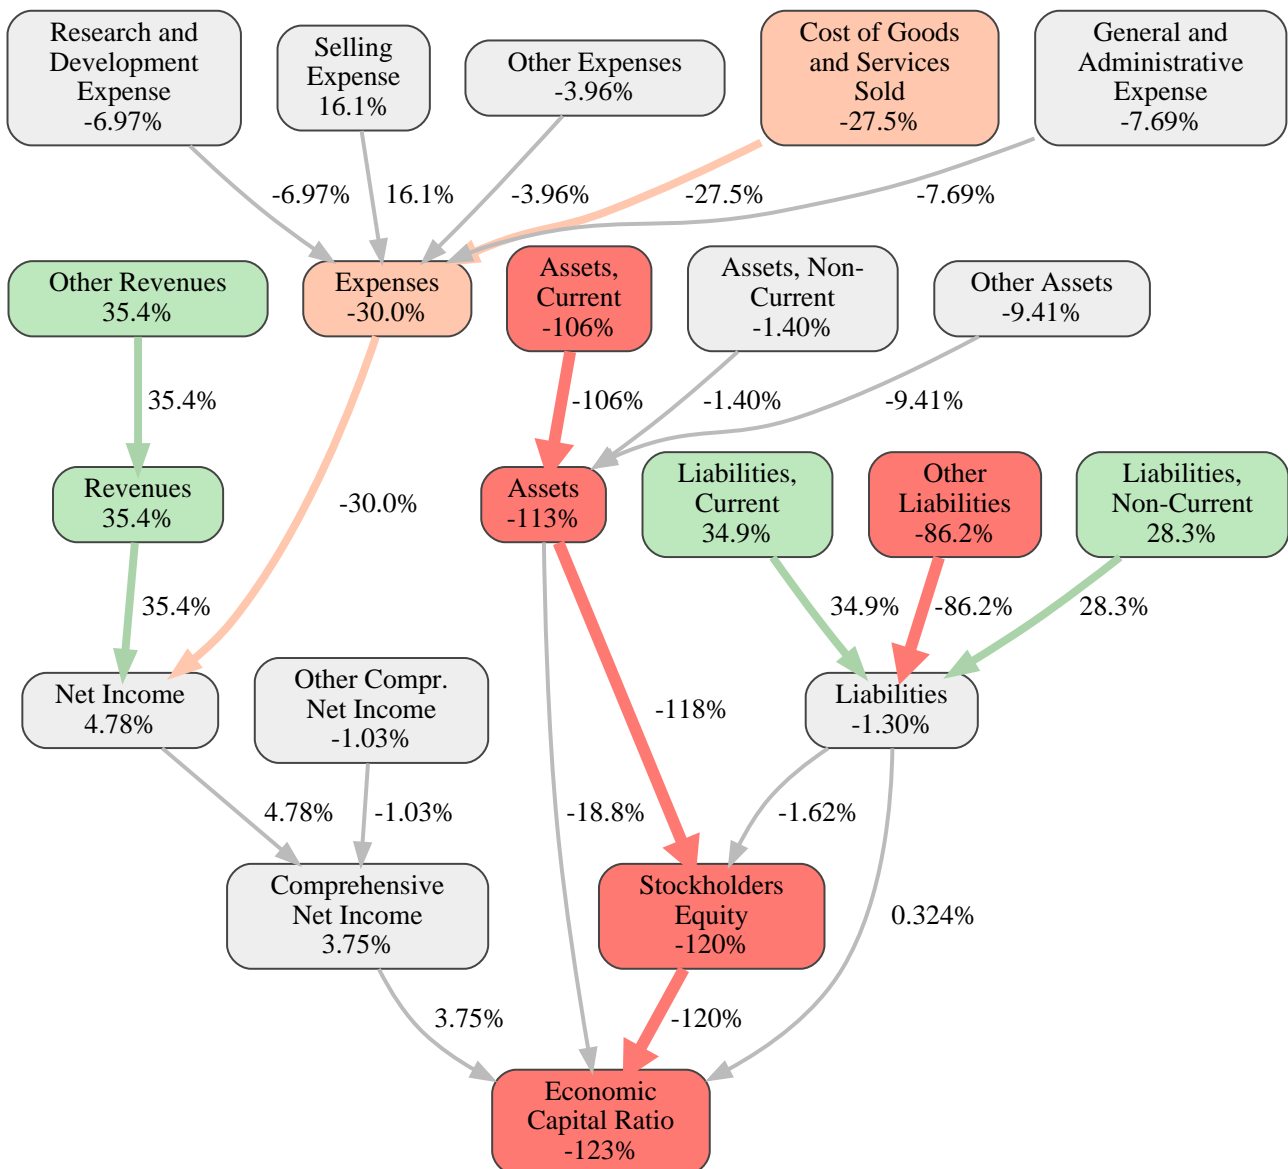 Research and
Development
Expense
-6.97%
Selling
Expense
16.1%
Other Expenses
-3.96%
Cost of Goods
and Services
Sold
-27.5%
General and
Administrative
Expense
-7.69%
-6.97%
16.1%
-3.96%
-27.5%
-7.69%
Other Revenues
35.4%
Expenses
-30.0%
Assets,
Current
-106%
Assets, Non-
Current
-1.40%
Other Assets
-9.41%
35.4%
-106%
-1.40%
-9.41%
Revenues
35.4%
-30.0%
Assets
-113%
Liabilities,
Current
34.9%
Other
Liabilities
-86.2%
Liabilities,
Non-Current
28.3%
35.4%
34.9%
-86.2%
28.3%
Net Income
4.78%
Other Compr.
Net Income
-1.03%
-118%
Liabilities
-1.30%
4.78%
-1.03%
-18.8%
-1.62%
Comprehensive
Net Income
3.75%
Stockholders
Equity
-120%
0.324%
3.75%
-120%
Economic
Capital Ratio
-123%